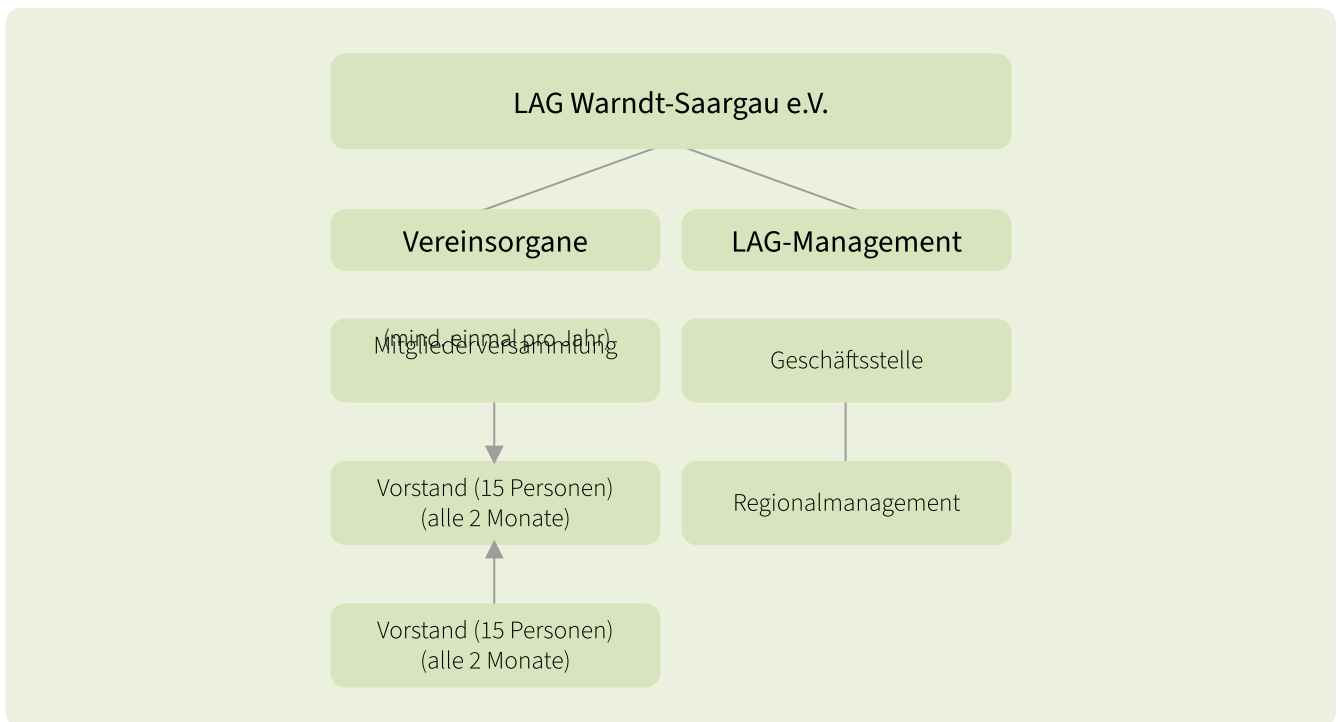 LAG Warndt-Saargau e.V.
Vereinsorgane
LAG-Management
(mind. einmal pro Jahr)
Mitgliederversammlung
Geschäftsstelle
Vorstand (15 Personen)
(alle 2 Monate)
Regionalmanagement
Vorstand (15 Personen)
(alle 2 Monate)